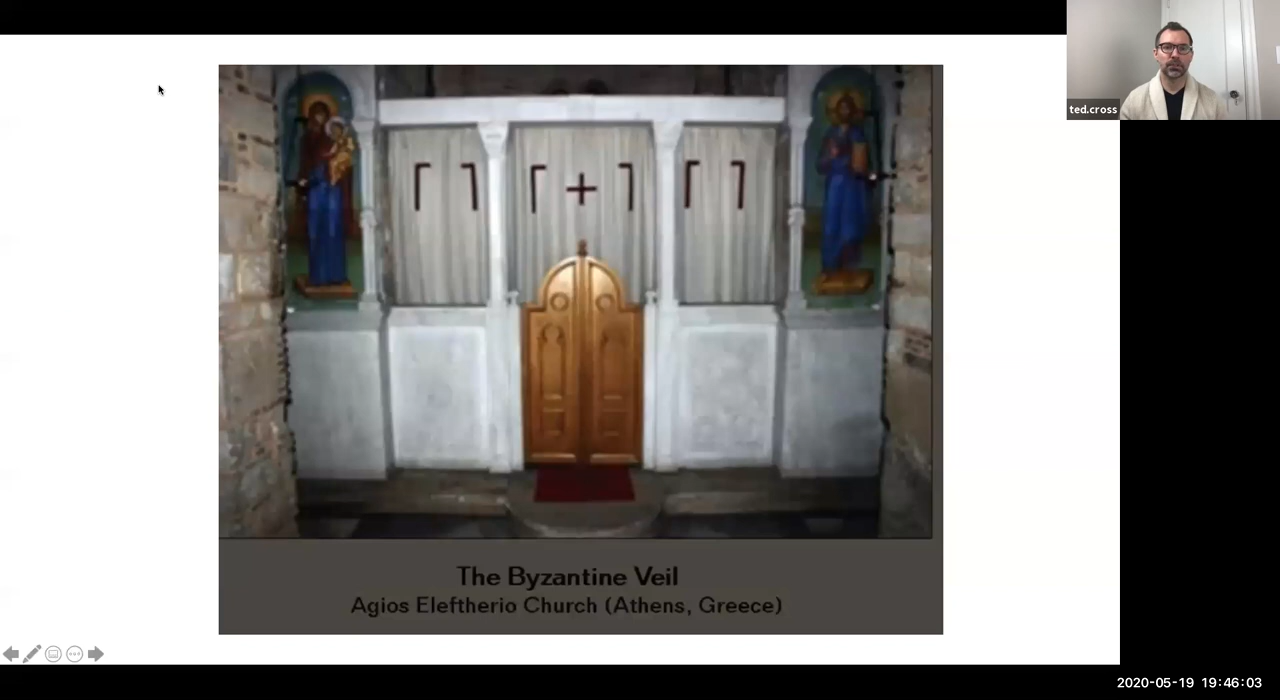 ted.cross
The Byzantine Veil
Agios Eleftherio Church (Athens, Greece)
2020-05-19 19:46:03